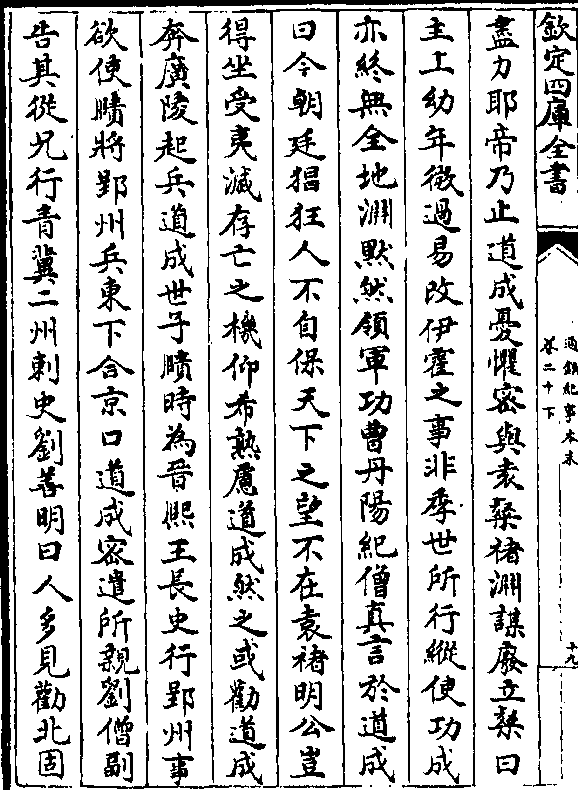 欽定四庫全書
通鑑紀事本末
卷二十下
十九
盡力耶帝乃止道成憂懼密與袁粲禇淵謀廢立粲曰
主上幼年微過易改伊霍之事非季世所行縱使功成
亦終無全地淵黙然領軍功曹丹陽紀僧真言於道成
曰今朝廷猖狂人不自保天下之望不在袁禇明公豈
得坐受夷滅存亡之機仰希熟慮道成然之或勸道成
奔廣陵起兵道成世子賾時為晉熙王長史行郢州事
欲使賾將郢州兵東下㑹京口道成密遣所親劉僧副
告其從兄行青冀二州刺史劉善明曰人多見勸北固